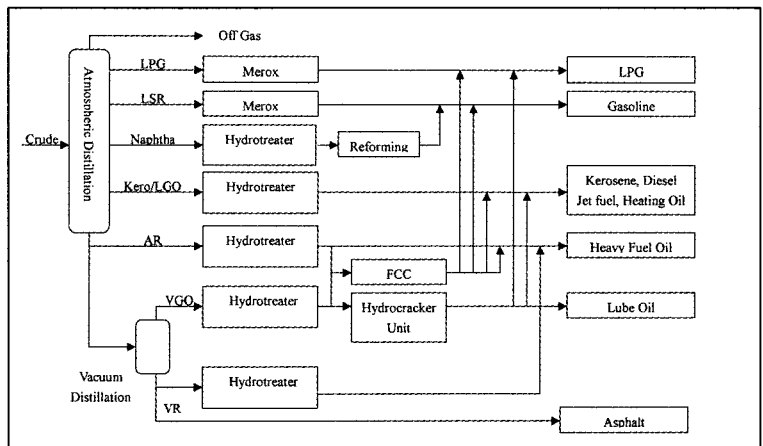 Off Gas
LPG
Merox
LPG
LSR
Merox
Gasoline
Crude
Atmospheric Distillation
Naphtha
Hydrotreater
Reforming
Kero/LGO
Hydrotreater
Kerosene, Diesel
Jet fuel, Heating Oil
AR
Hydrotreater
Heavy Fuel Oil
FCC
VGO
Hydrotreater
Hydrocracker
Unit
Lube Oil
Vacuum
Distillation
Hydrotreater
VR
Asphalt